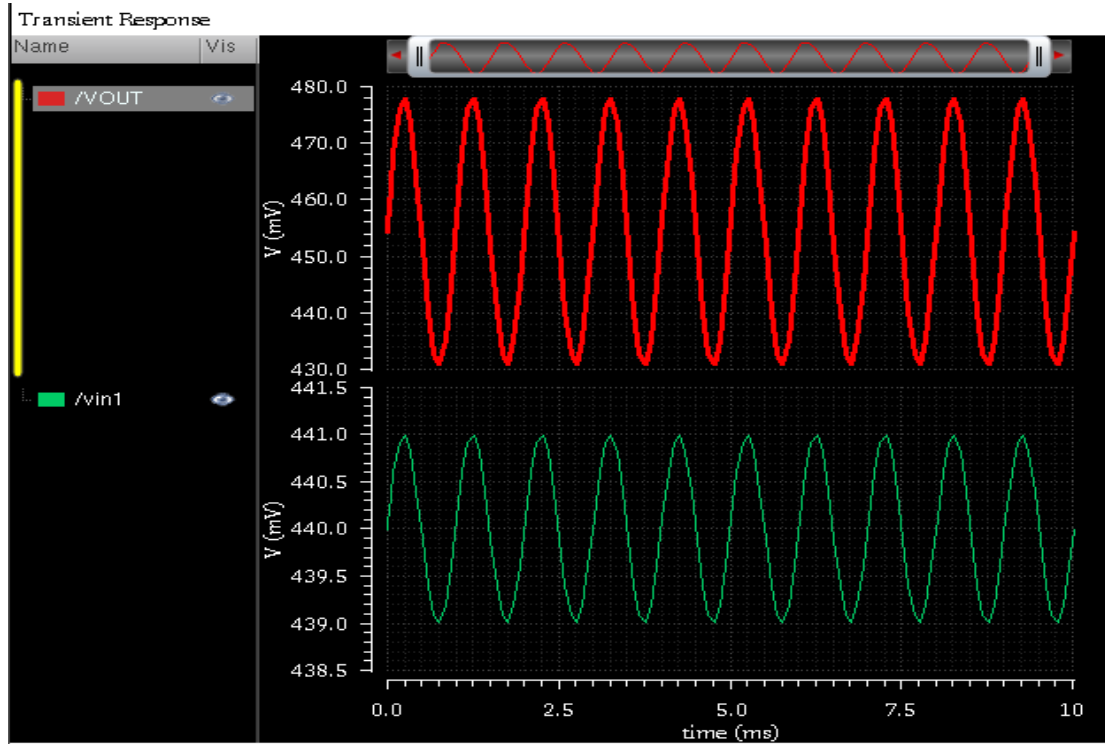 Transient Response
Name Vis
/VOUT
480.0
470.0
460.0
450.0
440.0
430.0
V (mV)
/vin1
441.5
441.0
440.5
440.0
439.5
439.0
438.5
V (mV)
0.0 2.5 5.0 7.5 10
time (ms)